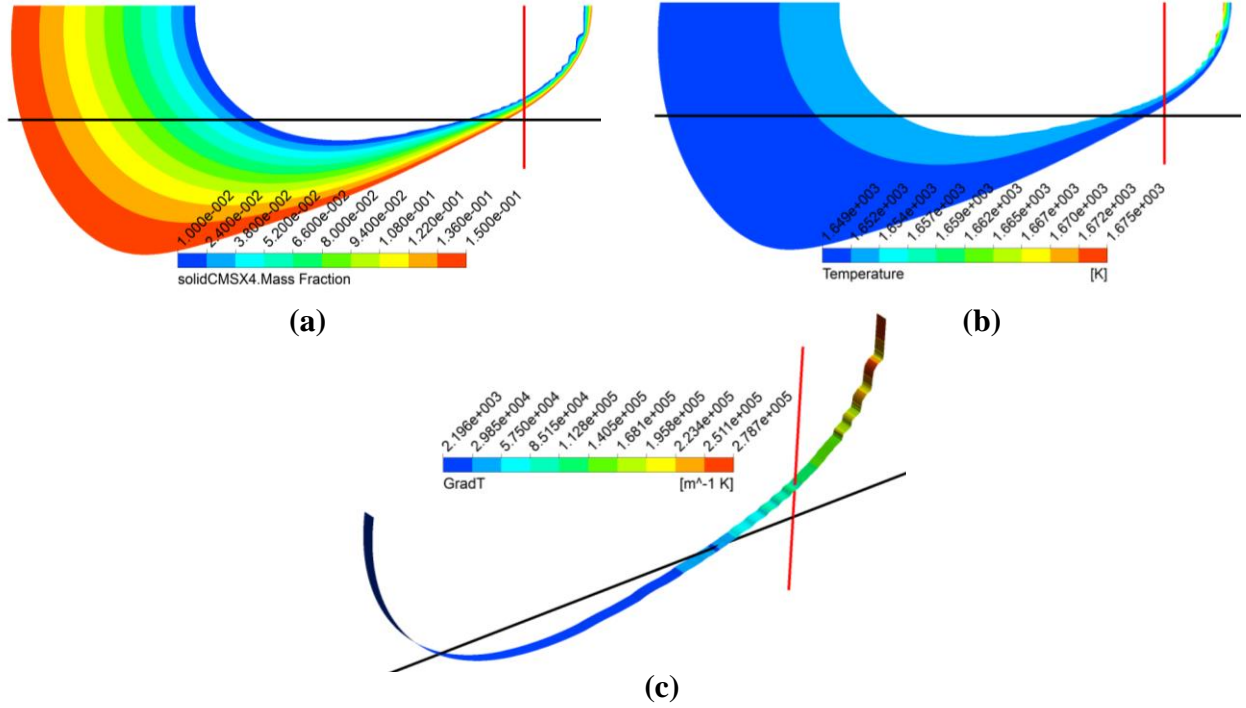 1.000e-002
2.400e-002
3.800e-002
5.200e-002
6.600e-002
8.000e-002
9.400e-002
1.080e-001
1.220e-001
1.360e-001
1.500e-001
solidCMSX4.Mass Fraction
(a)
1.649e+003
1.652e+003
1.654e+003
1.657e+003
1.659e+003
1.662e+003
1.665e+003
1.667e+003
1.670e+003
1.672e+003
1.675e+003
Temperature [K]
(b)
2.196e+003
2.985e+004
5.750e+004
8.515e+004
1.128e+005
1.405e+005
1.681e+005
1.958e+005
2.234e+005
2.511e+005
2.787e+005
GradT [m^-1 K]
(c)